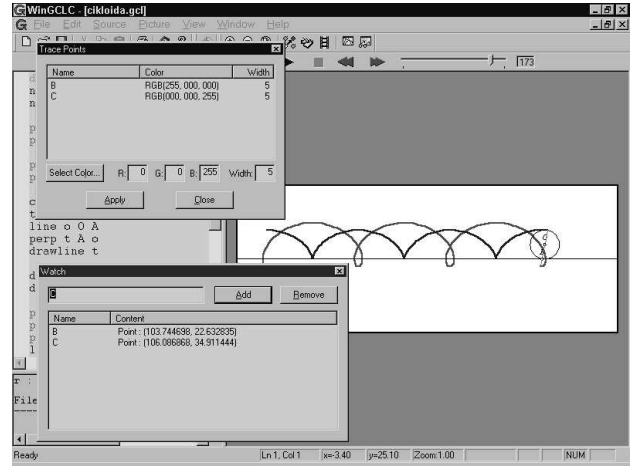 WinGCLC - [cikloida.gcl]
File Edit Source Picture View Window Help
Trace Points
173
Name Color Width
B RGB(255, 000, 000) 5
C RGB(000, 000, 255) 5
Select Color... R: 0 G: 0 B: 255 Width: 5
Apply Close
line o O A
perp t A o
drawline t
Watch
C
Add Remove
Name Content
B Point : (103.744698, 22.632835)
C Point : (106.086868, 34.911444)
r :
File
Ready Ln 1, Col 1 x=-3.40 y=25.10 Zoom:1.00 NUM